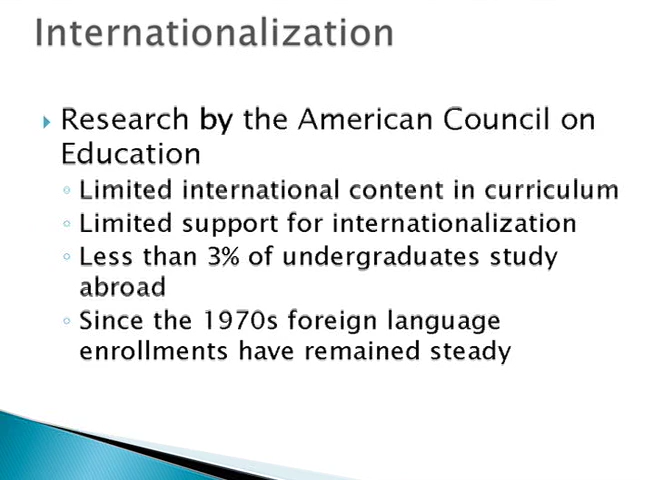 Internationalization
Research by the American Council on
Education
Limited international content in curriculum
Limited support for internationalization
Less than 3% of undergraduates study
abroad
Since the 1970s foreign language
enrollments have remained steady